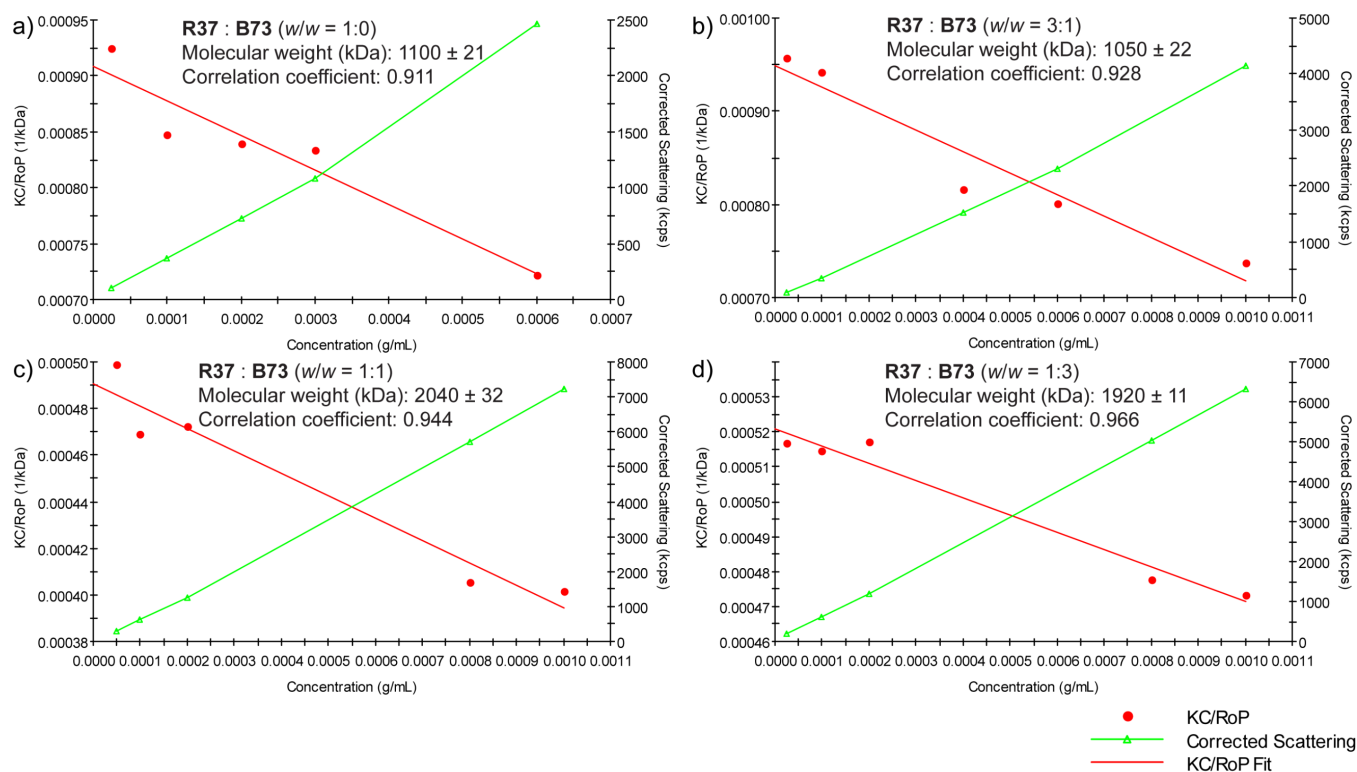 a)
R37 : B73 (w/w = 1:0)
Molecular weight (kDa): 1100 ± 21
Correlation coefficient: 0.911
KC/RoP (1/kDa)
0.00095
0.00090
0.00085
0.00080
0.00075
0.00070
2500
2000
1500
1000
500
0
Corrected Scattering (kcps)
0.0000 0.0001 0.0002 0.0003 0.0004 0.0005 0.0006 0.0007
Concentration (g/mL)
b)
R37 : B73 (w/w = 3:1)
Molecular weight (kDa): 1050 ± 22
Correlation coefficient: 0.928
KC/RoP (1/kDa)
0.00100
0.00090
0.00080
0.00070
5000
4000
3000
2000
1000
0
Corrected Scattering (kcps)
0.0000 0.0001 0.0002 0.0003 0.0004 0.0005 0.0006 0.0007 0.0008 0.0009 0.0010 0.0011
Concentration (g/mL)
c)
R37 : B73 (w/w = 1:1)
Molecular weight (kDa): 2040 ± 32
Correlation coefficient: 0.944
KC/RoP (1/kDa)
0.00050
0.00048
0.00046
0.00044
0.00042
0.00040
0.00038
8000
7000
6000
5000
4000
3000
2000
1000
0
Corrected Scattering (kcps)
0.0000 0.0001 0.0002 0.0003 0.0004 0.0005 0.0006 0.0007 0.0008 0.0009 0.0010 0.0011
Concentration (g/mL)
d)
R37 : B73 (w/w = 1:3)
Molecular weight (kDa): 1920 ± 11
Correlation coefficient: 0.966
KC/RoP (1/kDa)
0.00053
0.00052
0.00051
0.00050
0.00049
0.00048
0.00047
0.00046
7000
6000
5000
4000
3000
2000
1000
0
Corrected Scattering (kcps)
0.0000 0.0001 0.0002 0.0003 0.0004 0.0005 0.0006 0.0007 0.0008 0.0009 0.0010 0.0011
Concentration (g/mL)
KC/RoP
Corrected Scattering
KC/RoP Fit